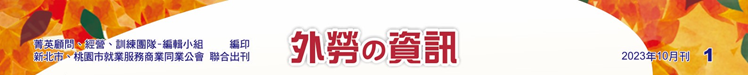 菁英顧問、經營、訓練團隊-編輯小組 編印
新北市、桃園市就業服務商業同業公會 聯合出刊
外勞の資訊
2023年10月刊 1